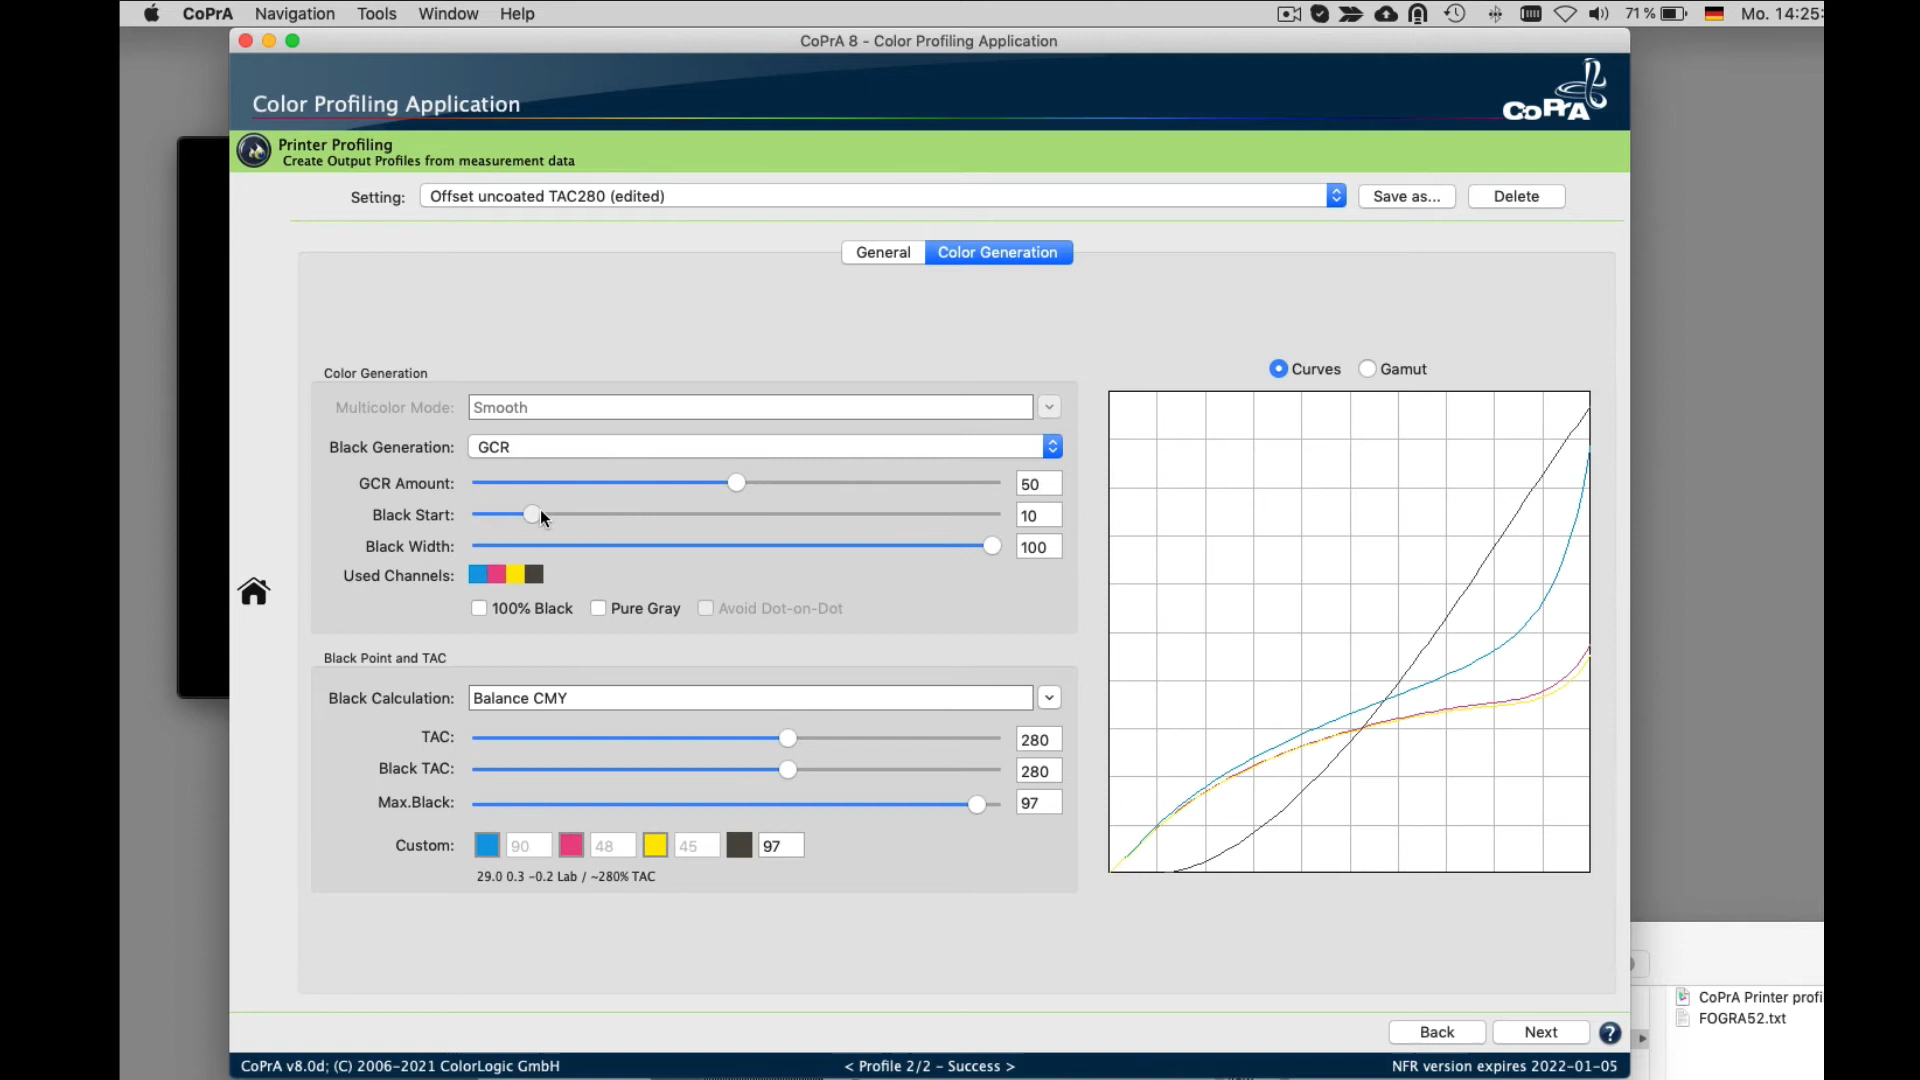 CoPrA Navigation Tools Window Help 71 % Mo. 14:25:
CoPrA 8 - Color Profiling Application
Color Profiling Application
CoPrA
Printer Profiling
Create Output Profiles from measurement data
Setting: Offset uncoated TAC280 (edited) Save as... Delete
General Color Generation
Color Generation
Curves Gamut
Multicolor Mode: Smooth
Black Generation: GCR
GCR Amount: 50
Black Start: 10
Black Width: 100
Used Channels:
100% Black Pure Gray Avoid Dot-on-Dot
Black Point and TAC
Black Calculation: Balance CMY
TAC: 280
Black TAC: 280
Max.Black: 97
Custom: 90 48 45 97
29.0 0.3 -0.2 Lab / ~280% TAC
CoPrA Printer profi
FOGRA52.txt
Back Next ?
CoPrA v8.0d; (C) 2006-2021 ColorLogic GmbH < Profile 2/2 - Success > NFR version expires 2022-01-05